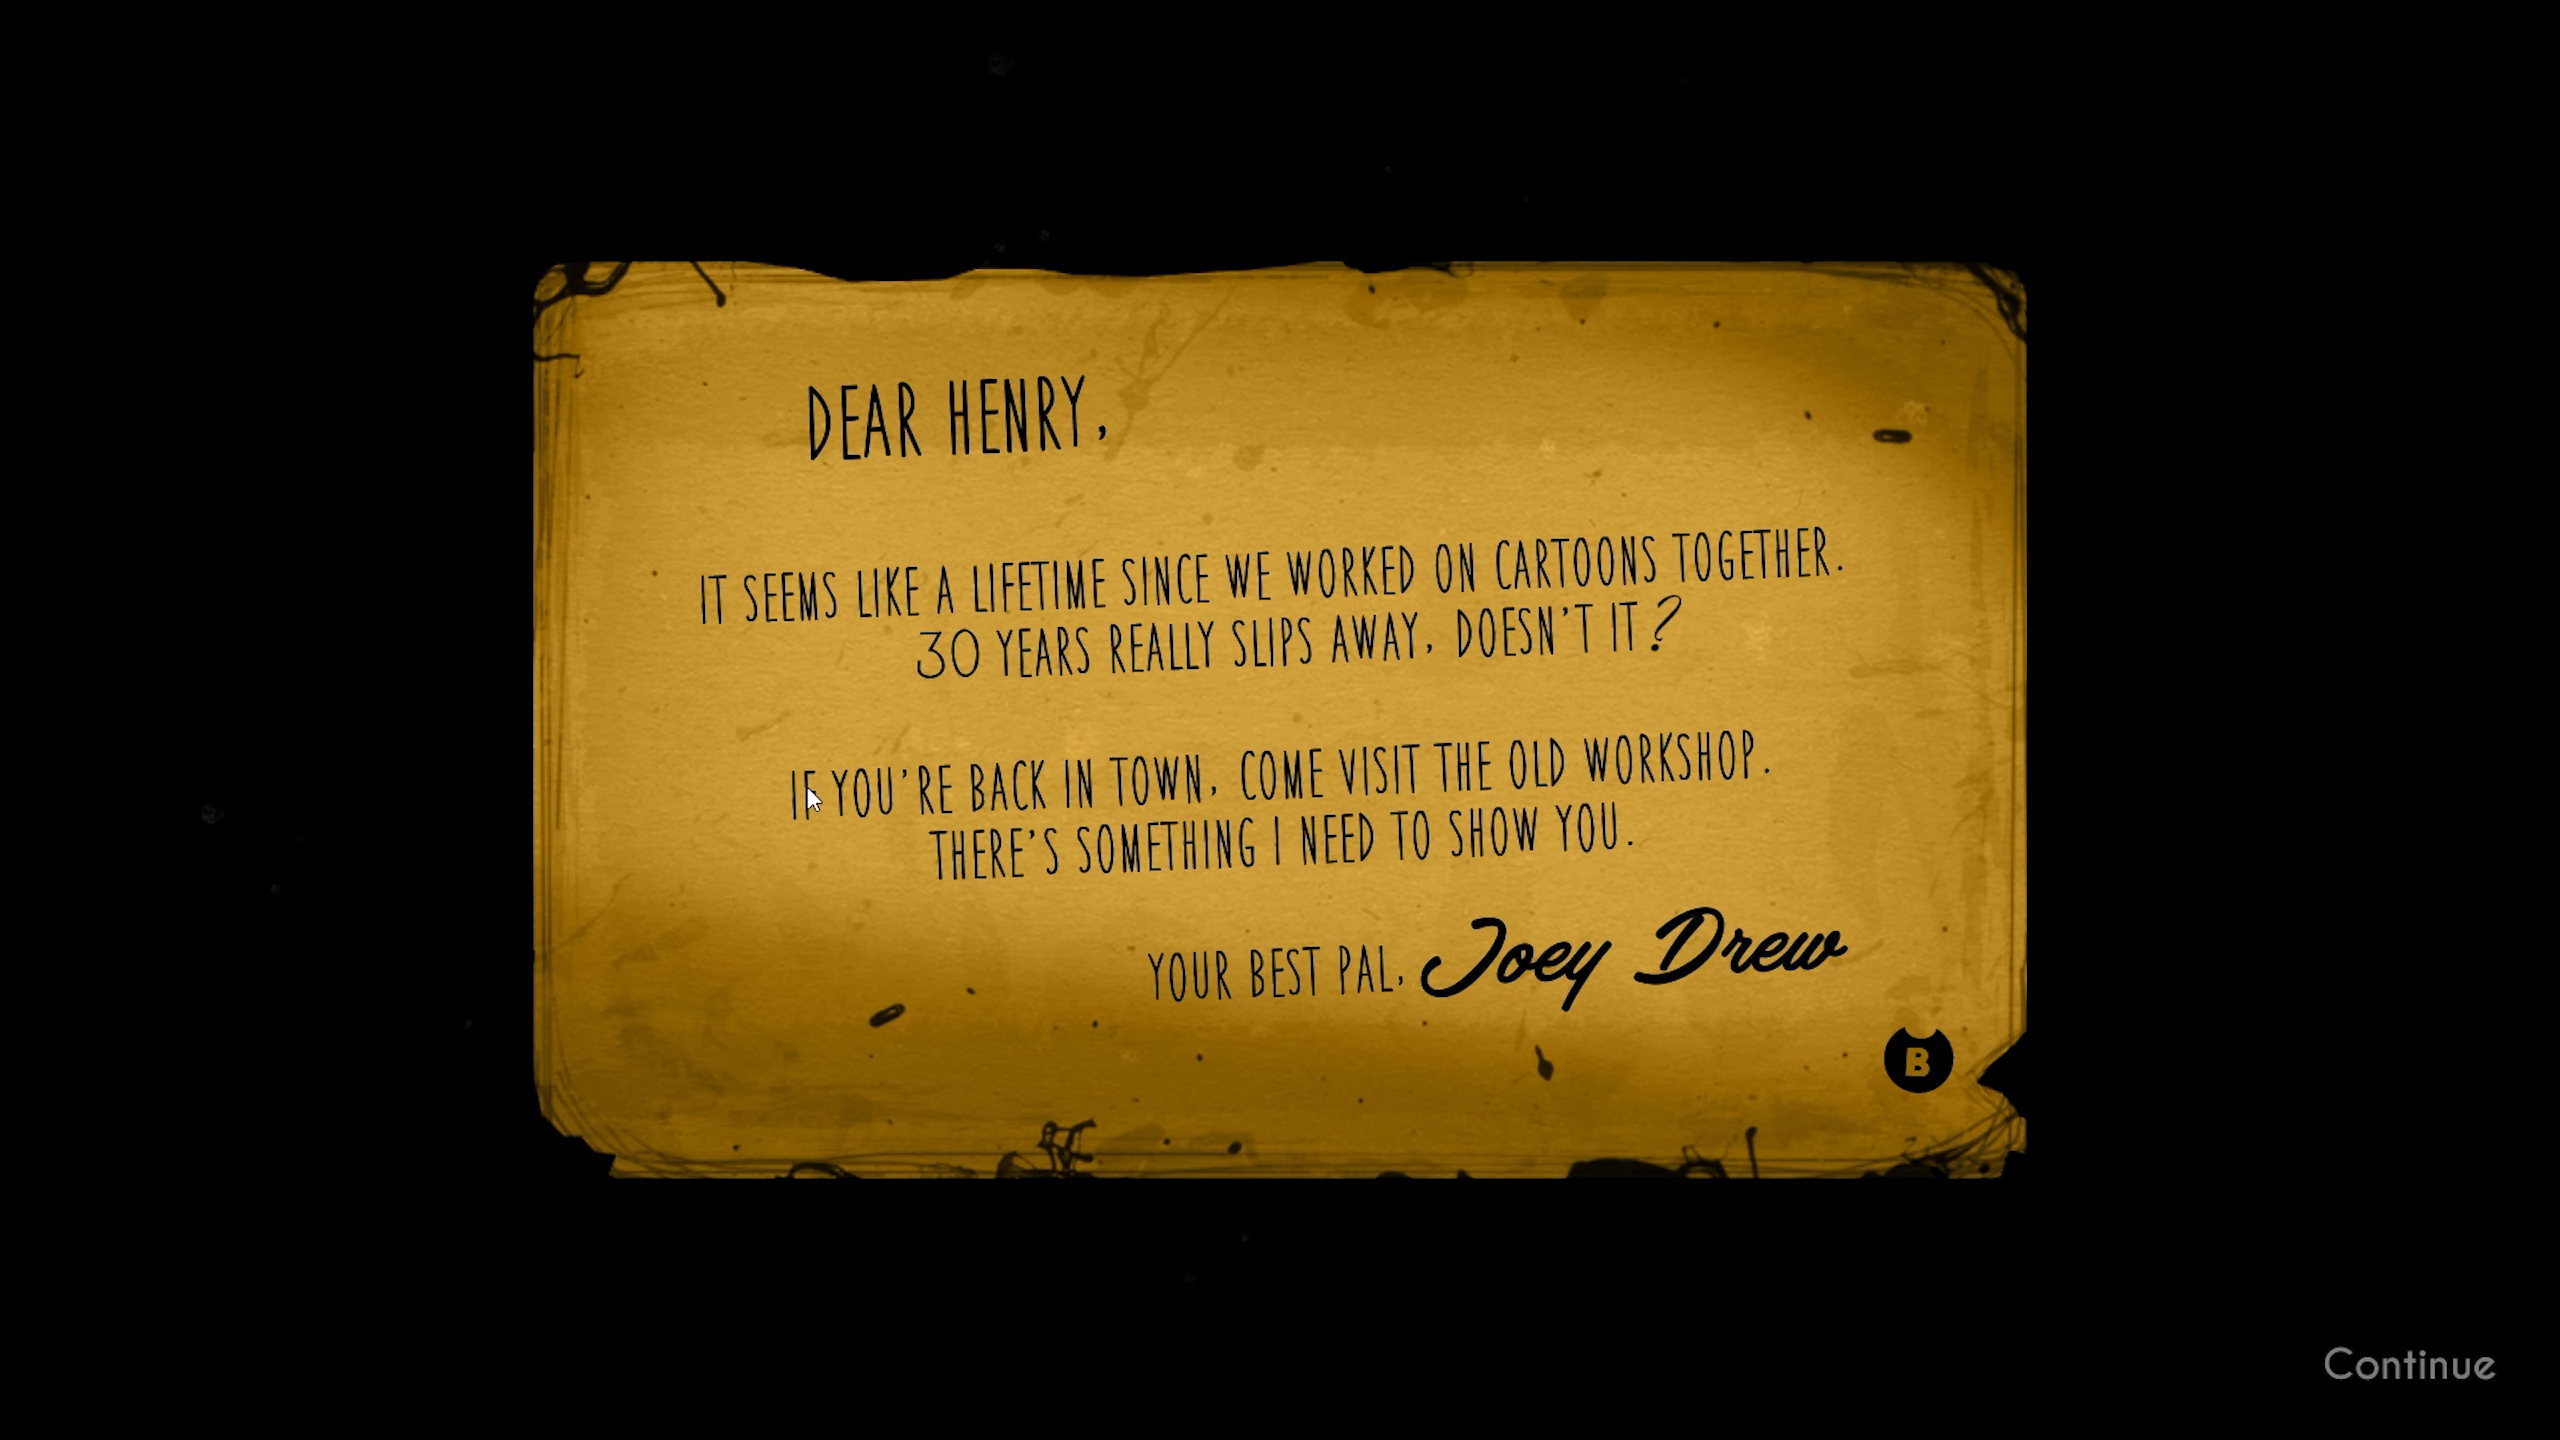 DEAR HENRY,
IT SEEMS LIKE A LIFETIME SINCE WE WORKED ON CARTOONS TOGETHER.
30 YEARS REALLY SLIPS AWAY, DOESN'T IT?
IF YOU'RE BACK IN TOWN, COME VISIT THE OLD WORKSHOP.
THERE'S SOMETHING I NEED TO SHOW YOU.
YOUR BEST PAL, Joey Drew
B
Continue